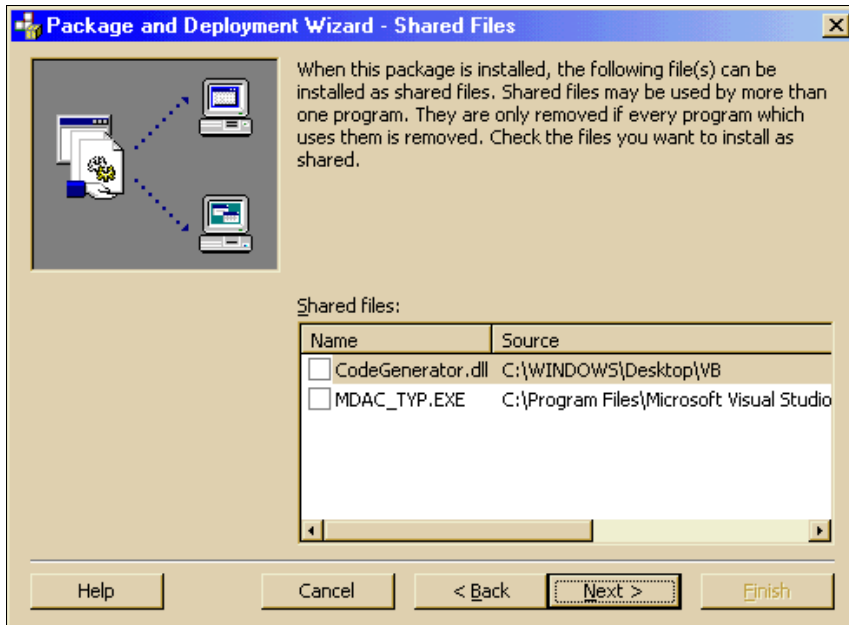 Package and Deployment Wizard - Shared Files
When this package is installed, the following file(s) can be
installed as shared files. Shared files may be used by more than
one program. They are only removed if every program which
uses them is removed. Check the files you want to install as
shared.
Shared files:
Name Source
CodeGenerator.dll C:\WINDOWS\Desktop\VB
MDAC_TYP.EXE C:\Program Files\Microsoft Visual Studio
Help Cancel < Back Next > Finish